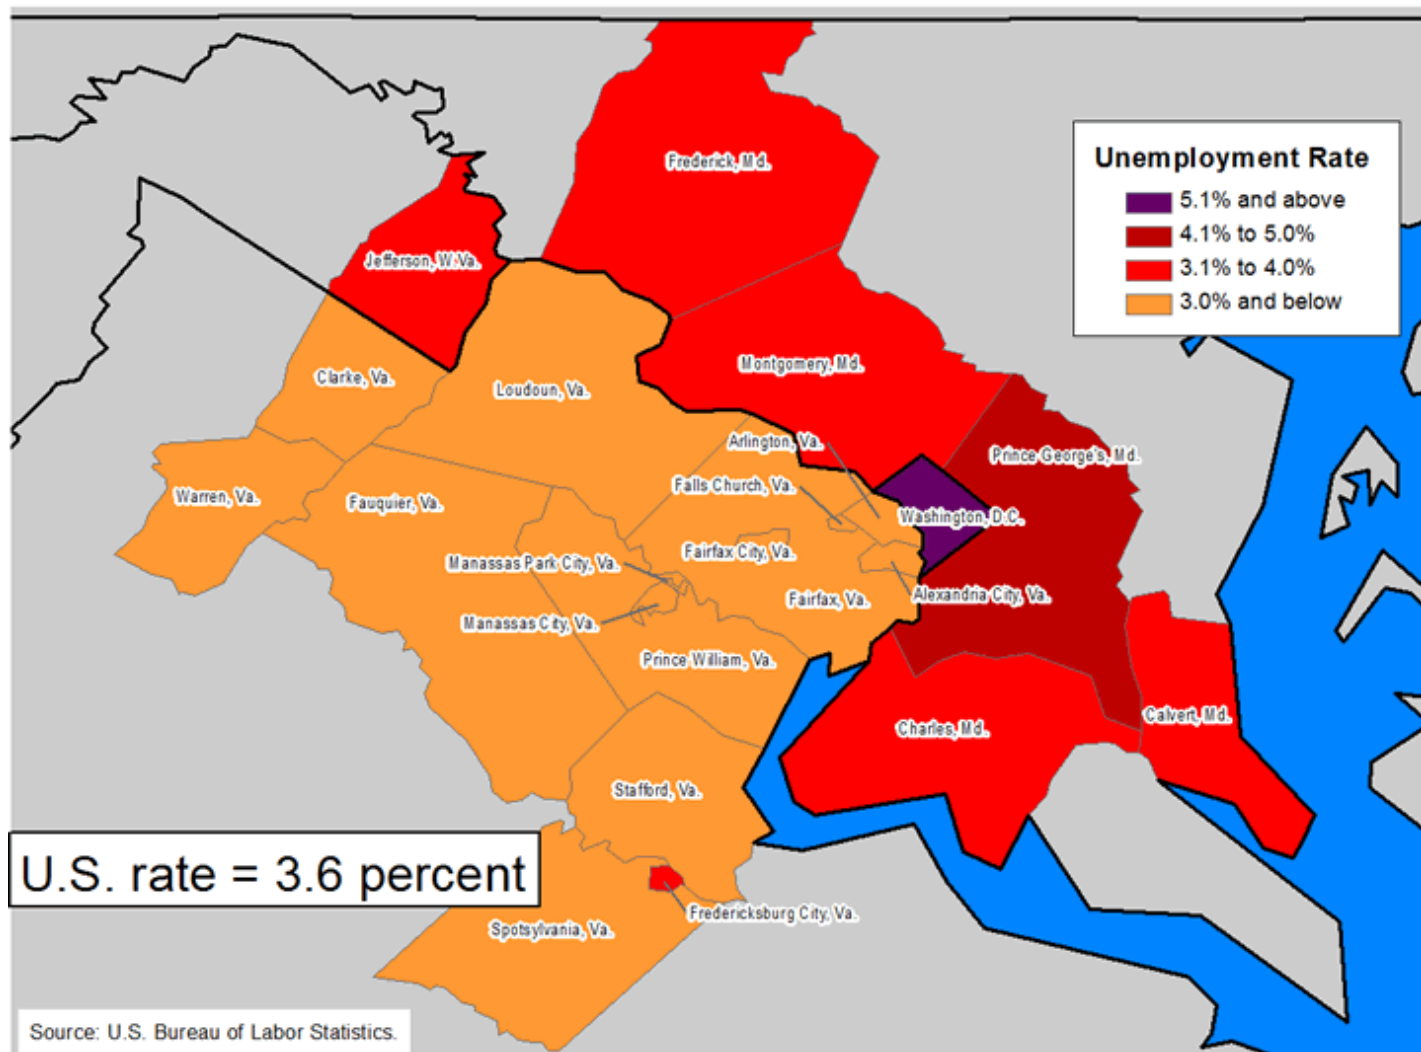 Frederick, Md.
Unemployment Rate
5.1% and above
4.1% to 5.0%
3.1% to 4.0%
3.0% and below
Jefferson, W.Va.
Montgomery, Md.
Clarke, Va.
Loudoun, Va.
Arlington, Va.
Prince George's, Md.
Falls Church, Va.
Warren, Va.
Fauquier, Va.
Washington, D.C.
Fairfax City, Va.
Manassas Park City, Va.
Alexandria City, Va.
Fairfax, Va.
Manassas City, Va.
Prince William, Va.
Calvert, Md.
Charles, Md.
Stafford, Va.
U.S. rate = 3.6 percent
Fredericksburg City, Va.
Spotsylvania, Va.
Source: U.S. Bureau of Labor Statistics.